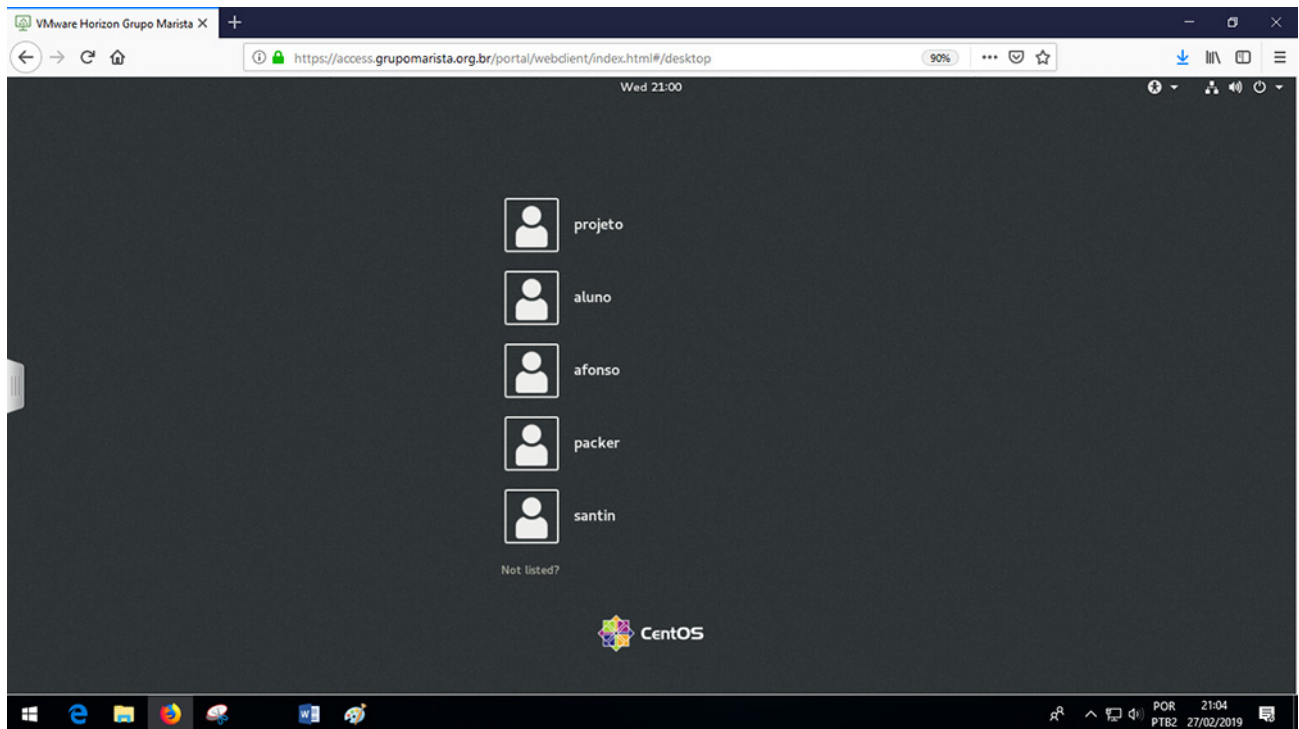 VMware Horizon Grupo Marista
https://access.grupomarista.org.br/portal/webclient/index.html#/desktop
90%
Wed 21:00
projeto
aluno
afonso
packer
santin
Not listed?
CentOS
POR 21:04
PTB2 27/02/2019